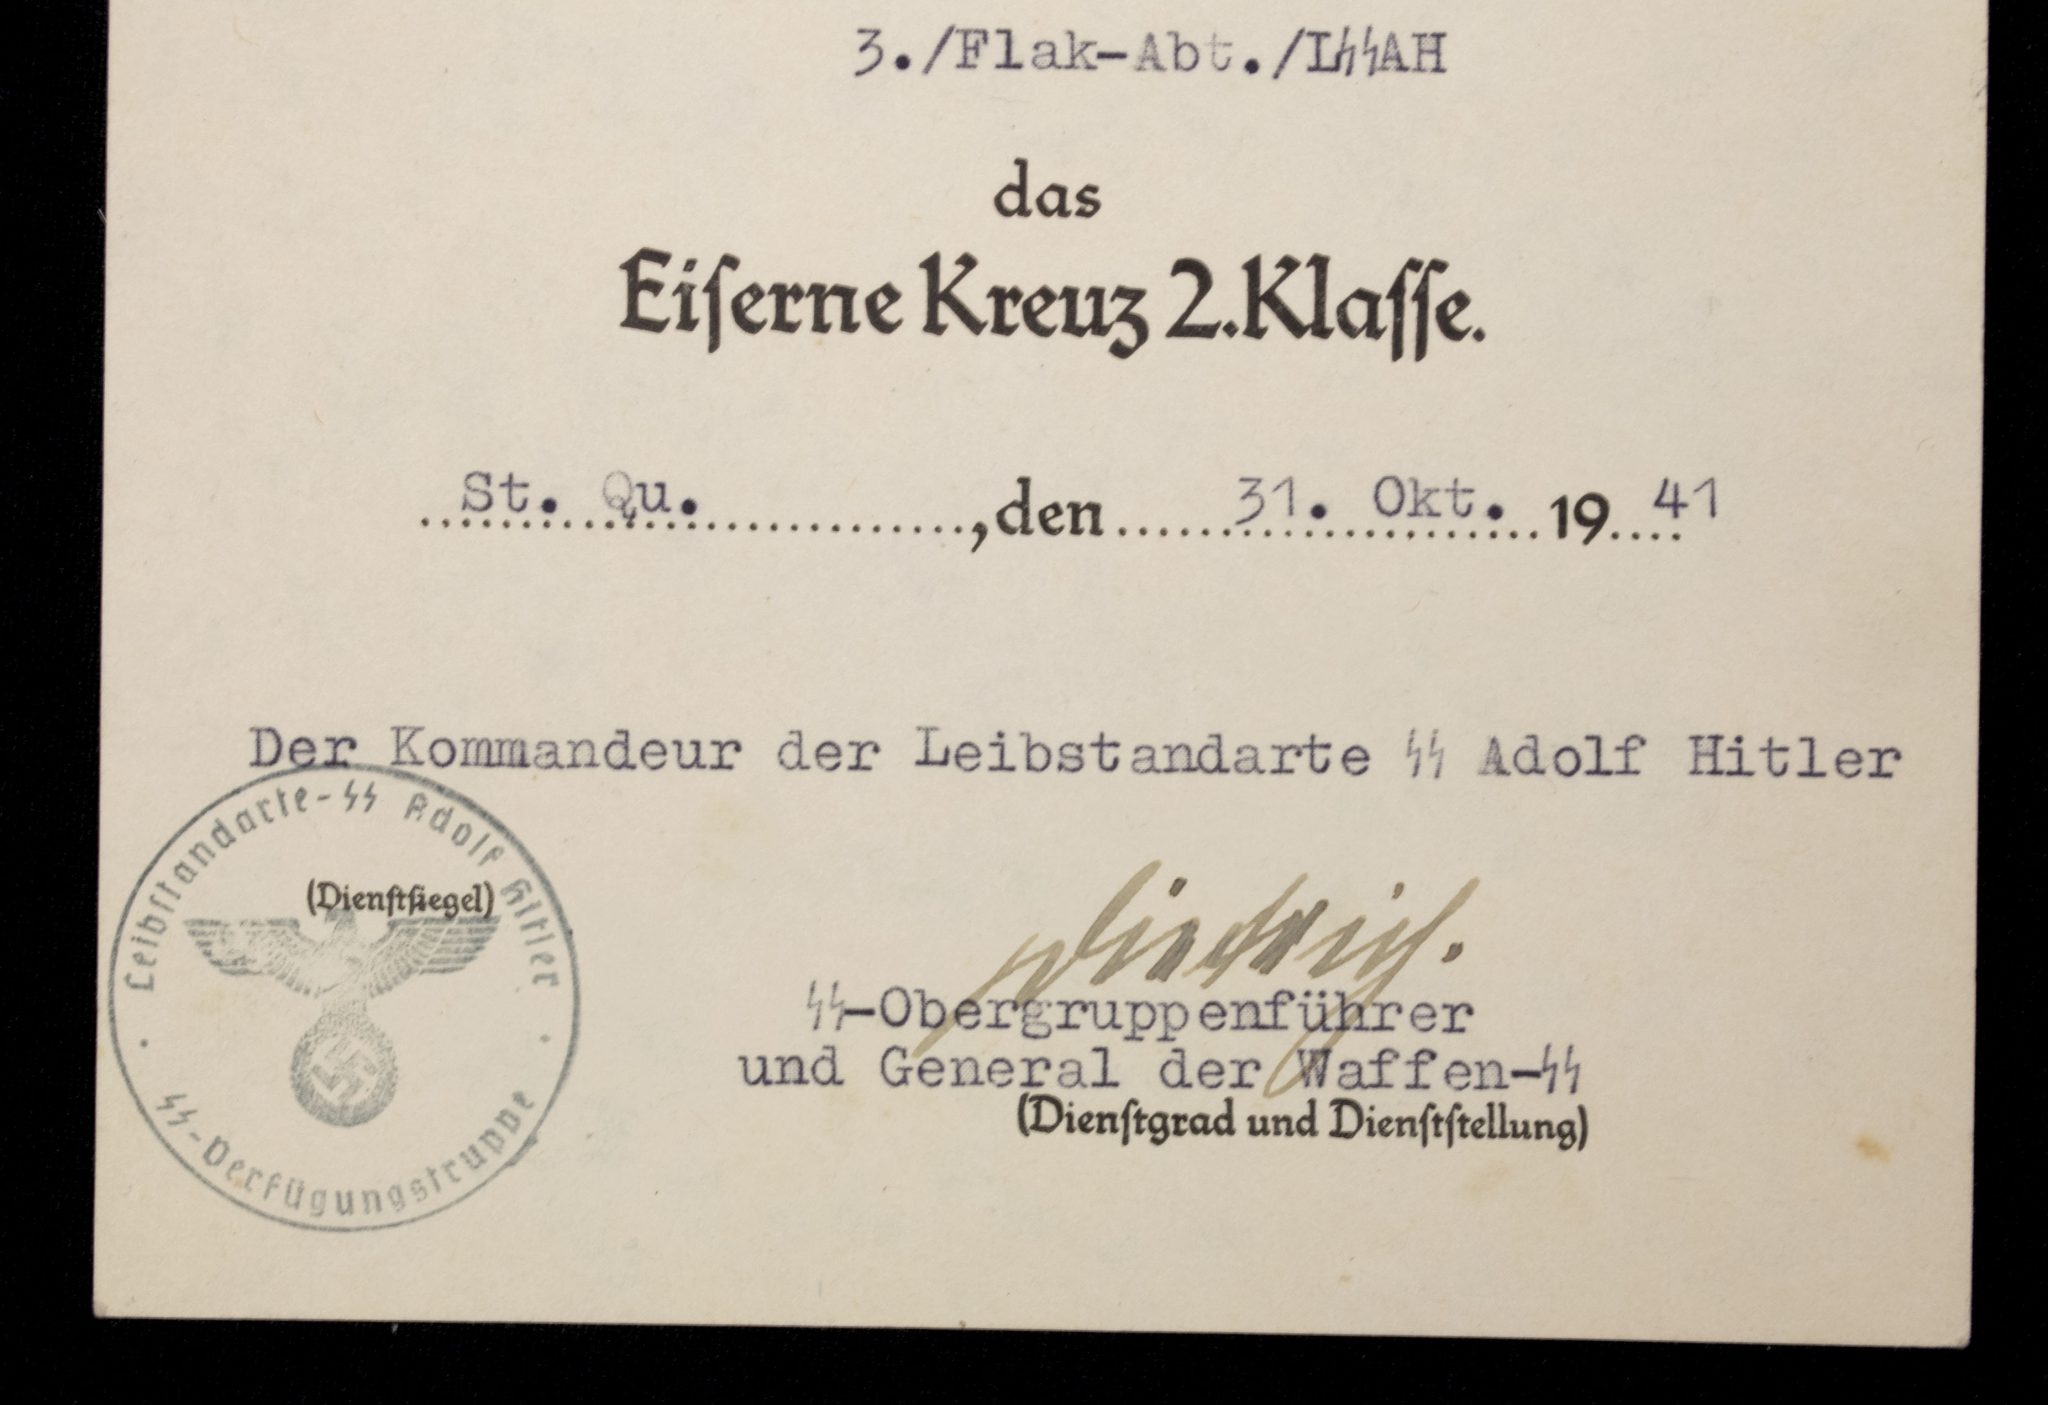 3./Flak-Abt./LᛋᛋAH
das
Eiſerne Kreuz 2.Klaſſe.
St. Qu. , den 31. Okt. 1941
Der Kommandeur der Leibstandarte ᛋᛋ Adolf Hitler
Leibſtandarte-ᛋᛋ Adolf Hitler
(Dienſtſiegel)
ᛋᛋ-Verfügungstruppe
Dietrich.
ᛋᛋ-Obergruppenführer
und General der Waffen-ᛋᛋ
(Dienſtgrad und Dienſtſtellung)